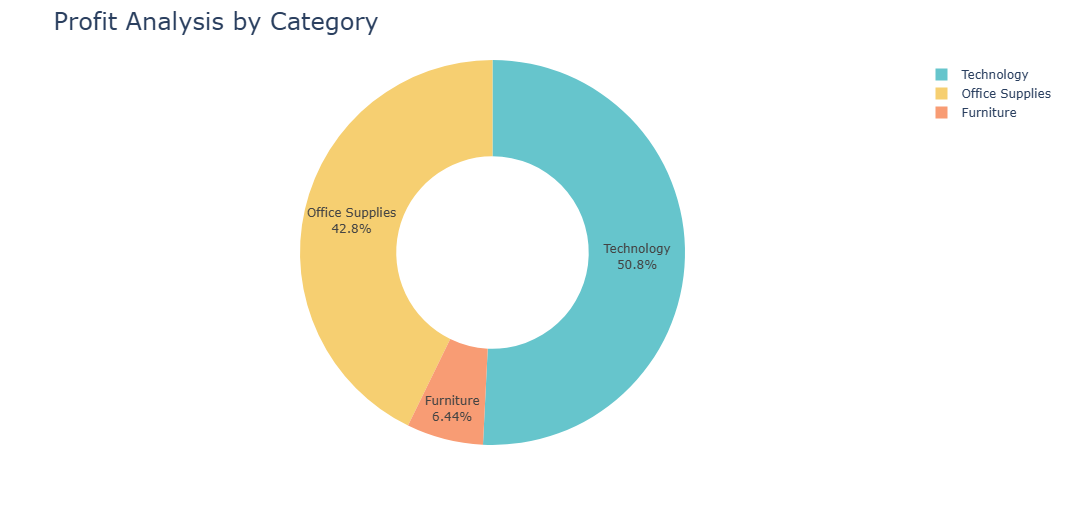 Profit Analysis by Category
Technology
Office Supplies
Furniture
Office Supplies
42.8%
Technology
50.8%
Furniture
6.44%